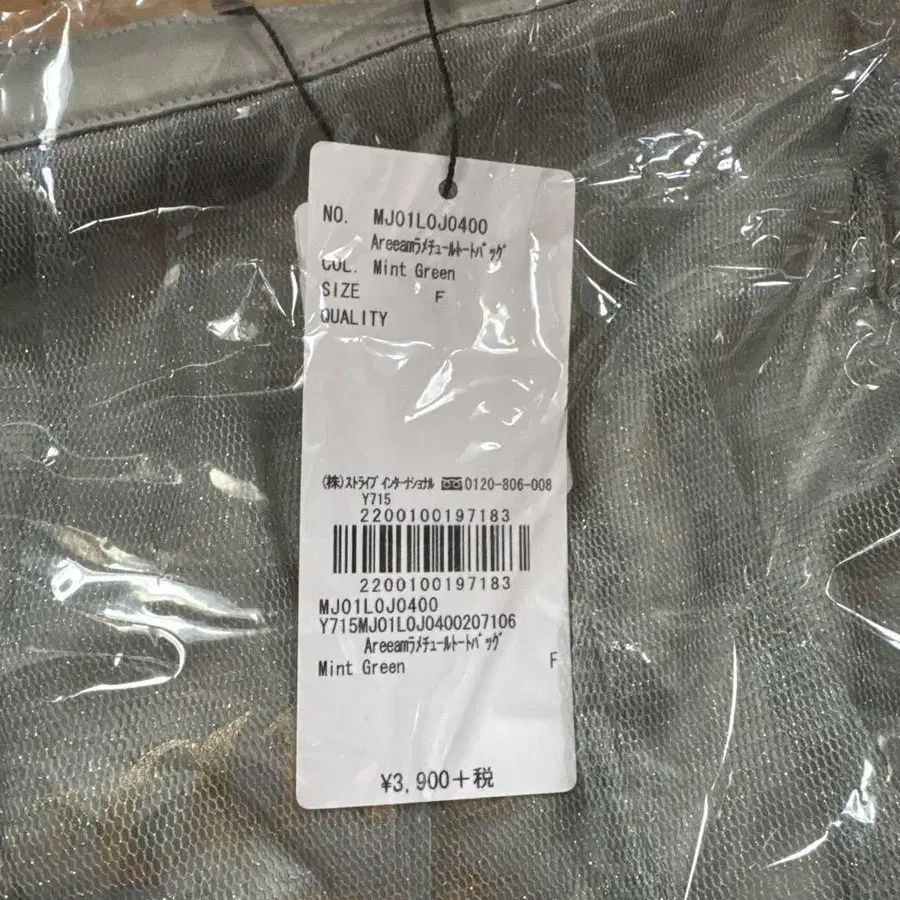 NO. MJ01L0J0400
Areeamラメチュールトートバッグ
COL. Mint Green
SIZE F
QUALITY
(株)ストライプインターナショナル 0120-806-008
Y715
2200100197183
2200100197183
MJ01L0J0400
Y715MJ01L0J0400207106
Areeamラメチュールトートバッグ
Mint Green F
¥3,900+税